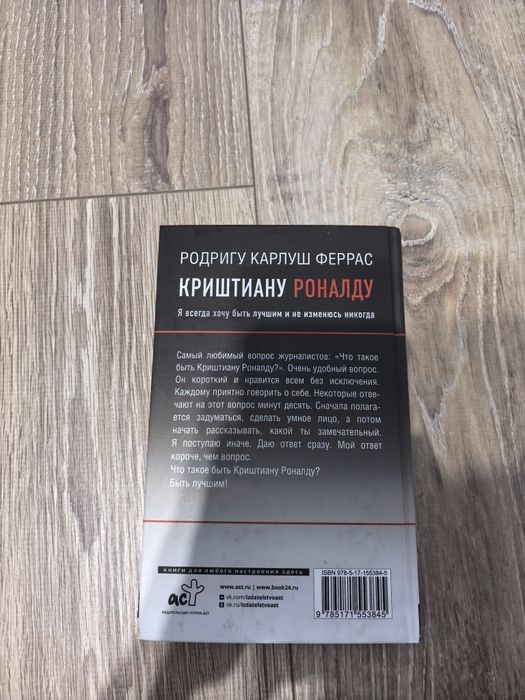 РОДРИГУ КАРЛУШ ФЕРРАС
КРИШТИАНУ РОНАЛДУ
Я всегда хочу быть лучшим и не изменюсь никогда
Самый любимый вопрос журналистов: «Что такое
быть Криштиану Роналду?». Очень удобный вопрос.
Он короткий и нравится всем без исключения.
Каждому приятно говорить о себе. Некоторые отве-
чают на этот вопрос минут десять. Сначала полага-
ется задуматься, сделать умное лицо, а потом
начать рассказывать, какой ты замечательный.
Я поступаю иначе. Даю ответ сразу. Мой ответ
короче, чем вопрос.
Что такое быть Криштиану Роналду?
Быть лучшим!
книги для любого настроения здесь
аст
ИЗДАТЕЛЬСКАЯ ГРУППА АСТ
www.ast.ru | www.book24.ru
vk.com/izdatelstvoast
ok.ru/izdatelstvoast
ISBN 978-5-17-155384-5
9 785171 553845